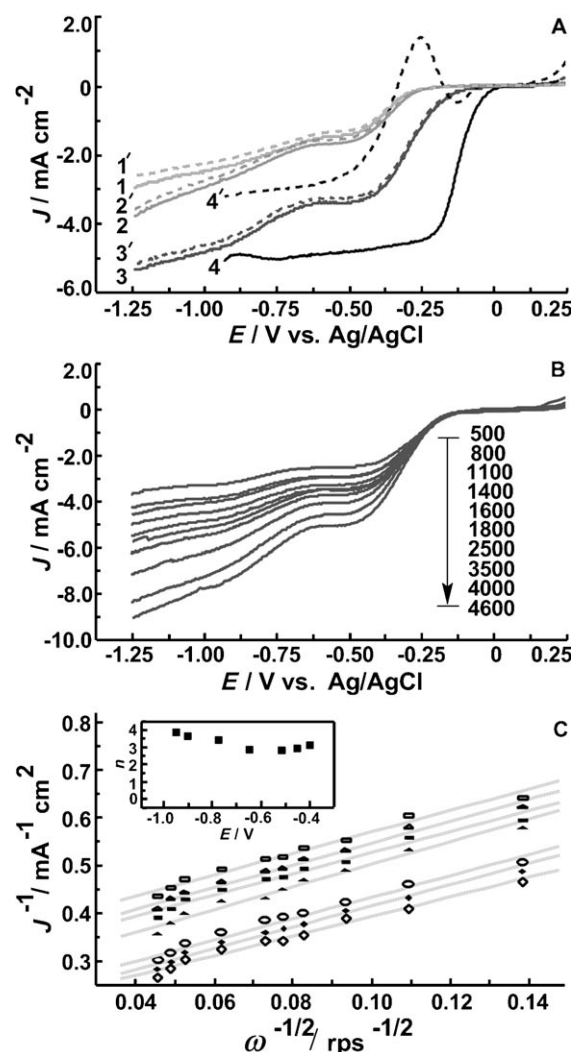 A
2.0
0
-2.0
-4.0
-6.0
J / mA cm-2
1′
1
2′
2
3′
3
4′
4
-1.25 -1.00 -0.75 -0.50 -0.25 0 0.25
E / V vs. Ag/AgCl
B
2.0
0
-2.0
-4.0
-6.0
-8.0
-10.0
J / mA cm-2
500
800
1100
1400
1600
1800
2500
3500
4000
4600
-1.25 -1.00 -0.75 -0.50 -0.25 0 0.25
E / V vs. Ag/AgCl
C
0.8
0.7
0.6
0.5
0.4
0.3
J-1/ mA-1 cm2
4
3
2
1
0
n
-1.0 -0.8 -0.6 -0.4
E / V
0.04 0.06 0.08 0.10 0.12 0.14
ω-1/2/ rps-1/2